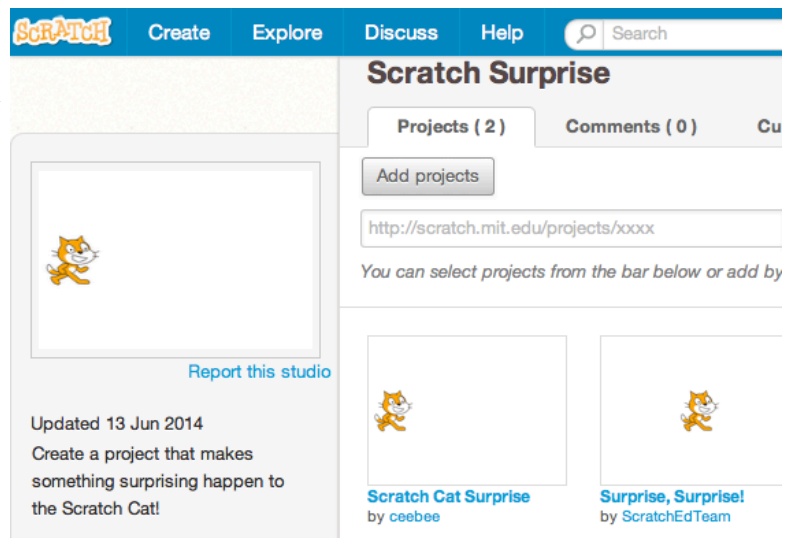 SCRATCH Create Explore Discuss Help Search
Scratch Surprise
Projects ( 2 ) Comments ( 0 ) Cu
Add projects
http://scratch.mit.edu/projects/xxxx
You can select projects from the bar below or add by
Report this studio
Updated 13 Jun 2014
Create a project that makes
something surprising happen to
the Scratch Cat!
Scratch Cat Surprise
by ceebee
Surprise, Surprise!
by ScratchEdTeam